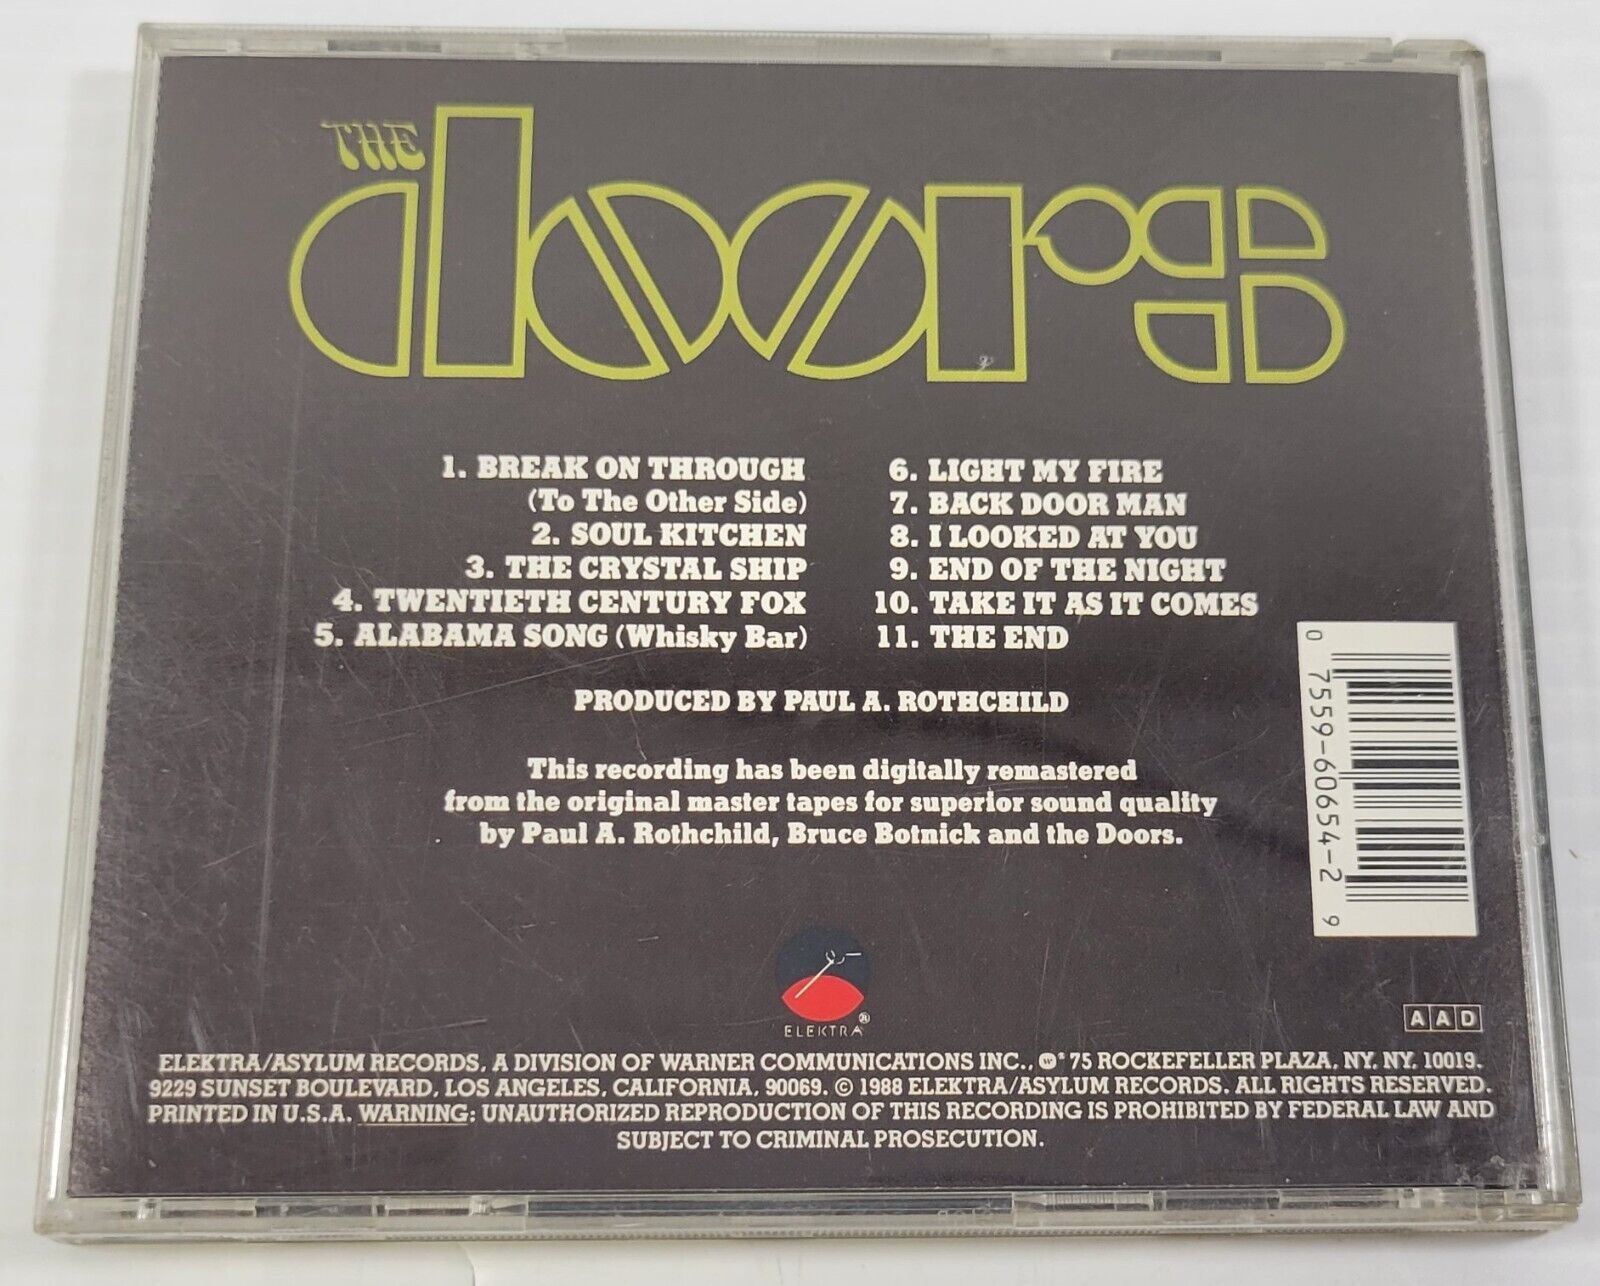 THE
doors
1. BREAK ON THROUGH
(To The Other Side)
2. SOUL KITCHEN
3. THE CRYSTAL SHIP
4. TWENTIETH CENTURY FOX
5. ALABAMA SONG (Whisky Bar)
6. LIGHT MY FIRE
7. BACK DOOR MAN
8. I LOOKED AT YOU
9. END OF THE NIGHT
10. TAKE IT AS IT COMES
11. THE END
PRODUCED BY PAUL A. ROTHCHILD
This recording has been digitally remastered
from the original master tapes for superior sound quality
by Paul A. Rothchild, Bruce Botnick and the Doors.
0 7559-60654-2 9
ELEKTRA ®
AAD
ELEKTRA/ASYLUM RECORDS, A DIVISION OF WARNER COMMUNICATIONS INC., 75 ROCKEFELLER PLAZA, NY, NY, 10019.
9229 SUNSET BOULEVARD, LOS ANGELES, CALIFORNIA, 90069. © 1988 ELEKTRA/ASYLUM RECORDS. ALL RIGHTS RESERVED.
PRINTED IN U.S.A. WARNING: UNAUTHORIZED REPRODUCTION OF THIS RECORDING IS PROHIBITED BY FEDERAL LAW AND
SUBJECT TO CRIMINAL PROSECUTION.